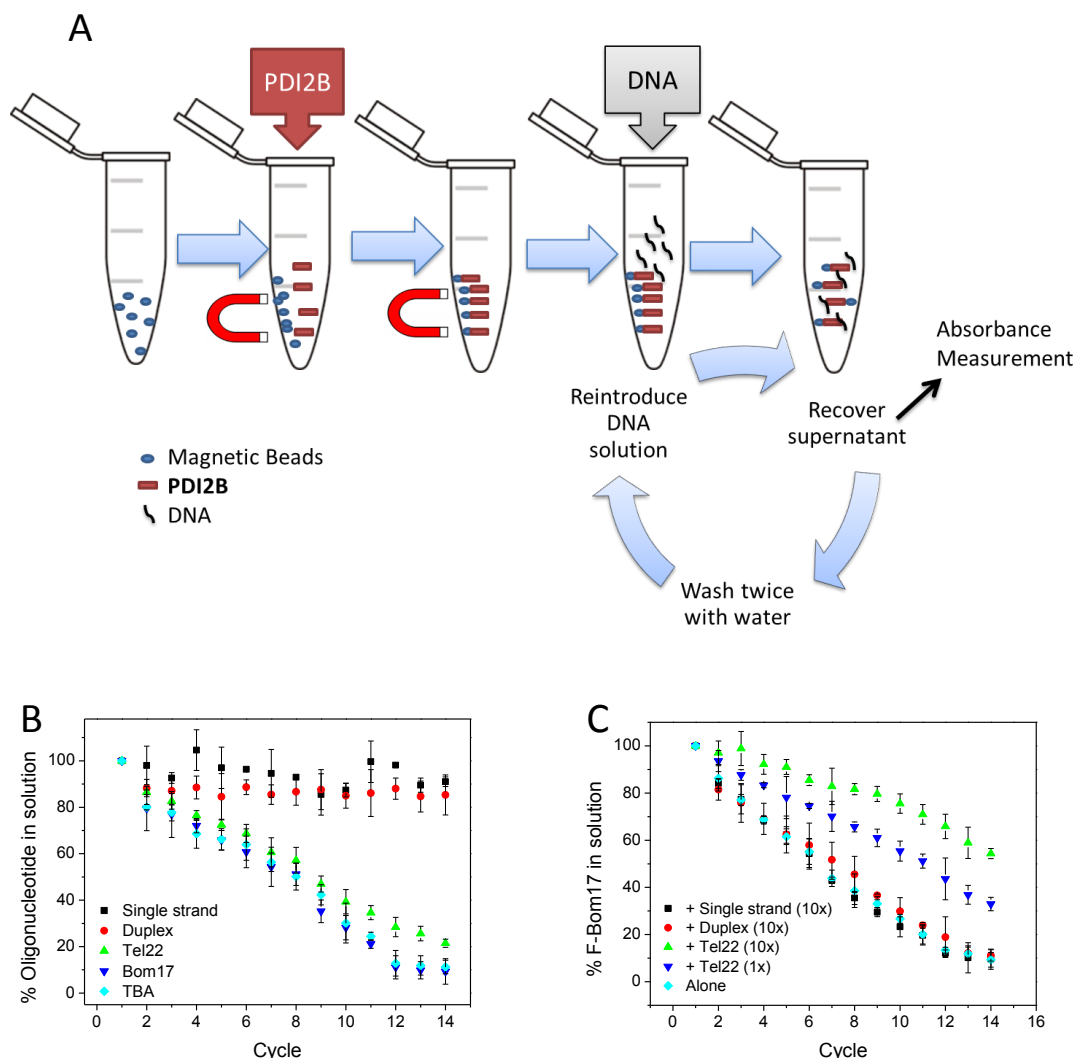 A
PDI2B
DNA
Absorbance
Measurement
Reintroduce
DNA
solution
Recover
supernatant
Magnetic Beads
PDI2B
DNA
Wash twice
with water
B
% Oligonucleotide in solution
100
80
60
40
20
0
Single strand
Duplex
Tel22
Bom17
TBA
0 2 4 6 8 10 12 14
Cycle
C
% F-Bom17 in solution
100
80
60
40
20
0
+ Single strand (10x)
+ Duplex (10x)
+ Tel22 (10x)
+ Tel22 (1x)
Alone
0 2 4 6 8 10 12 14 16
Cycle